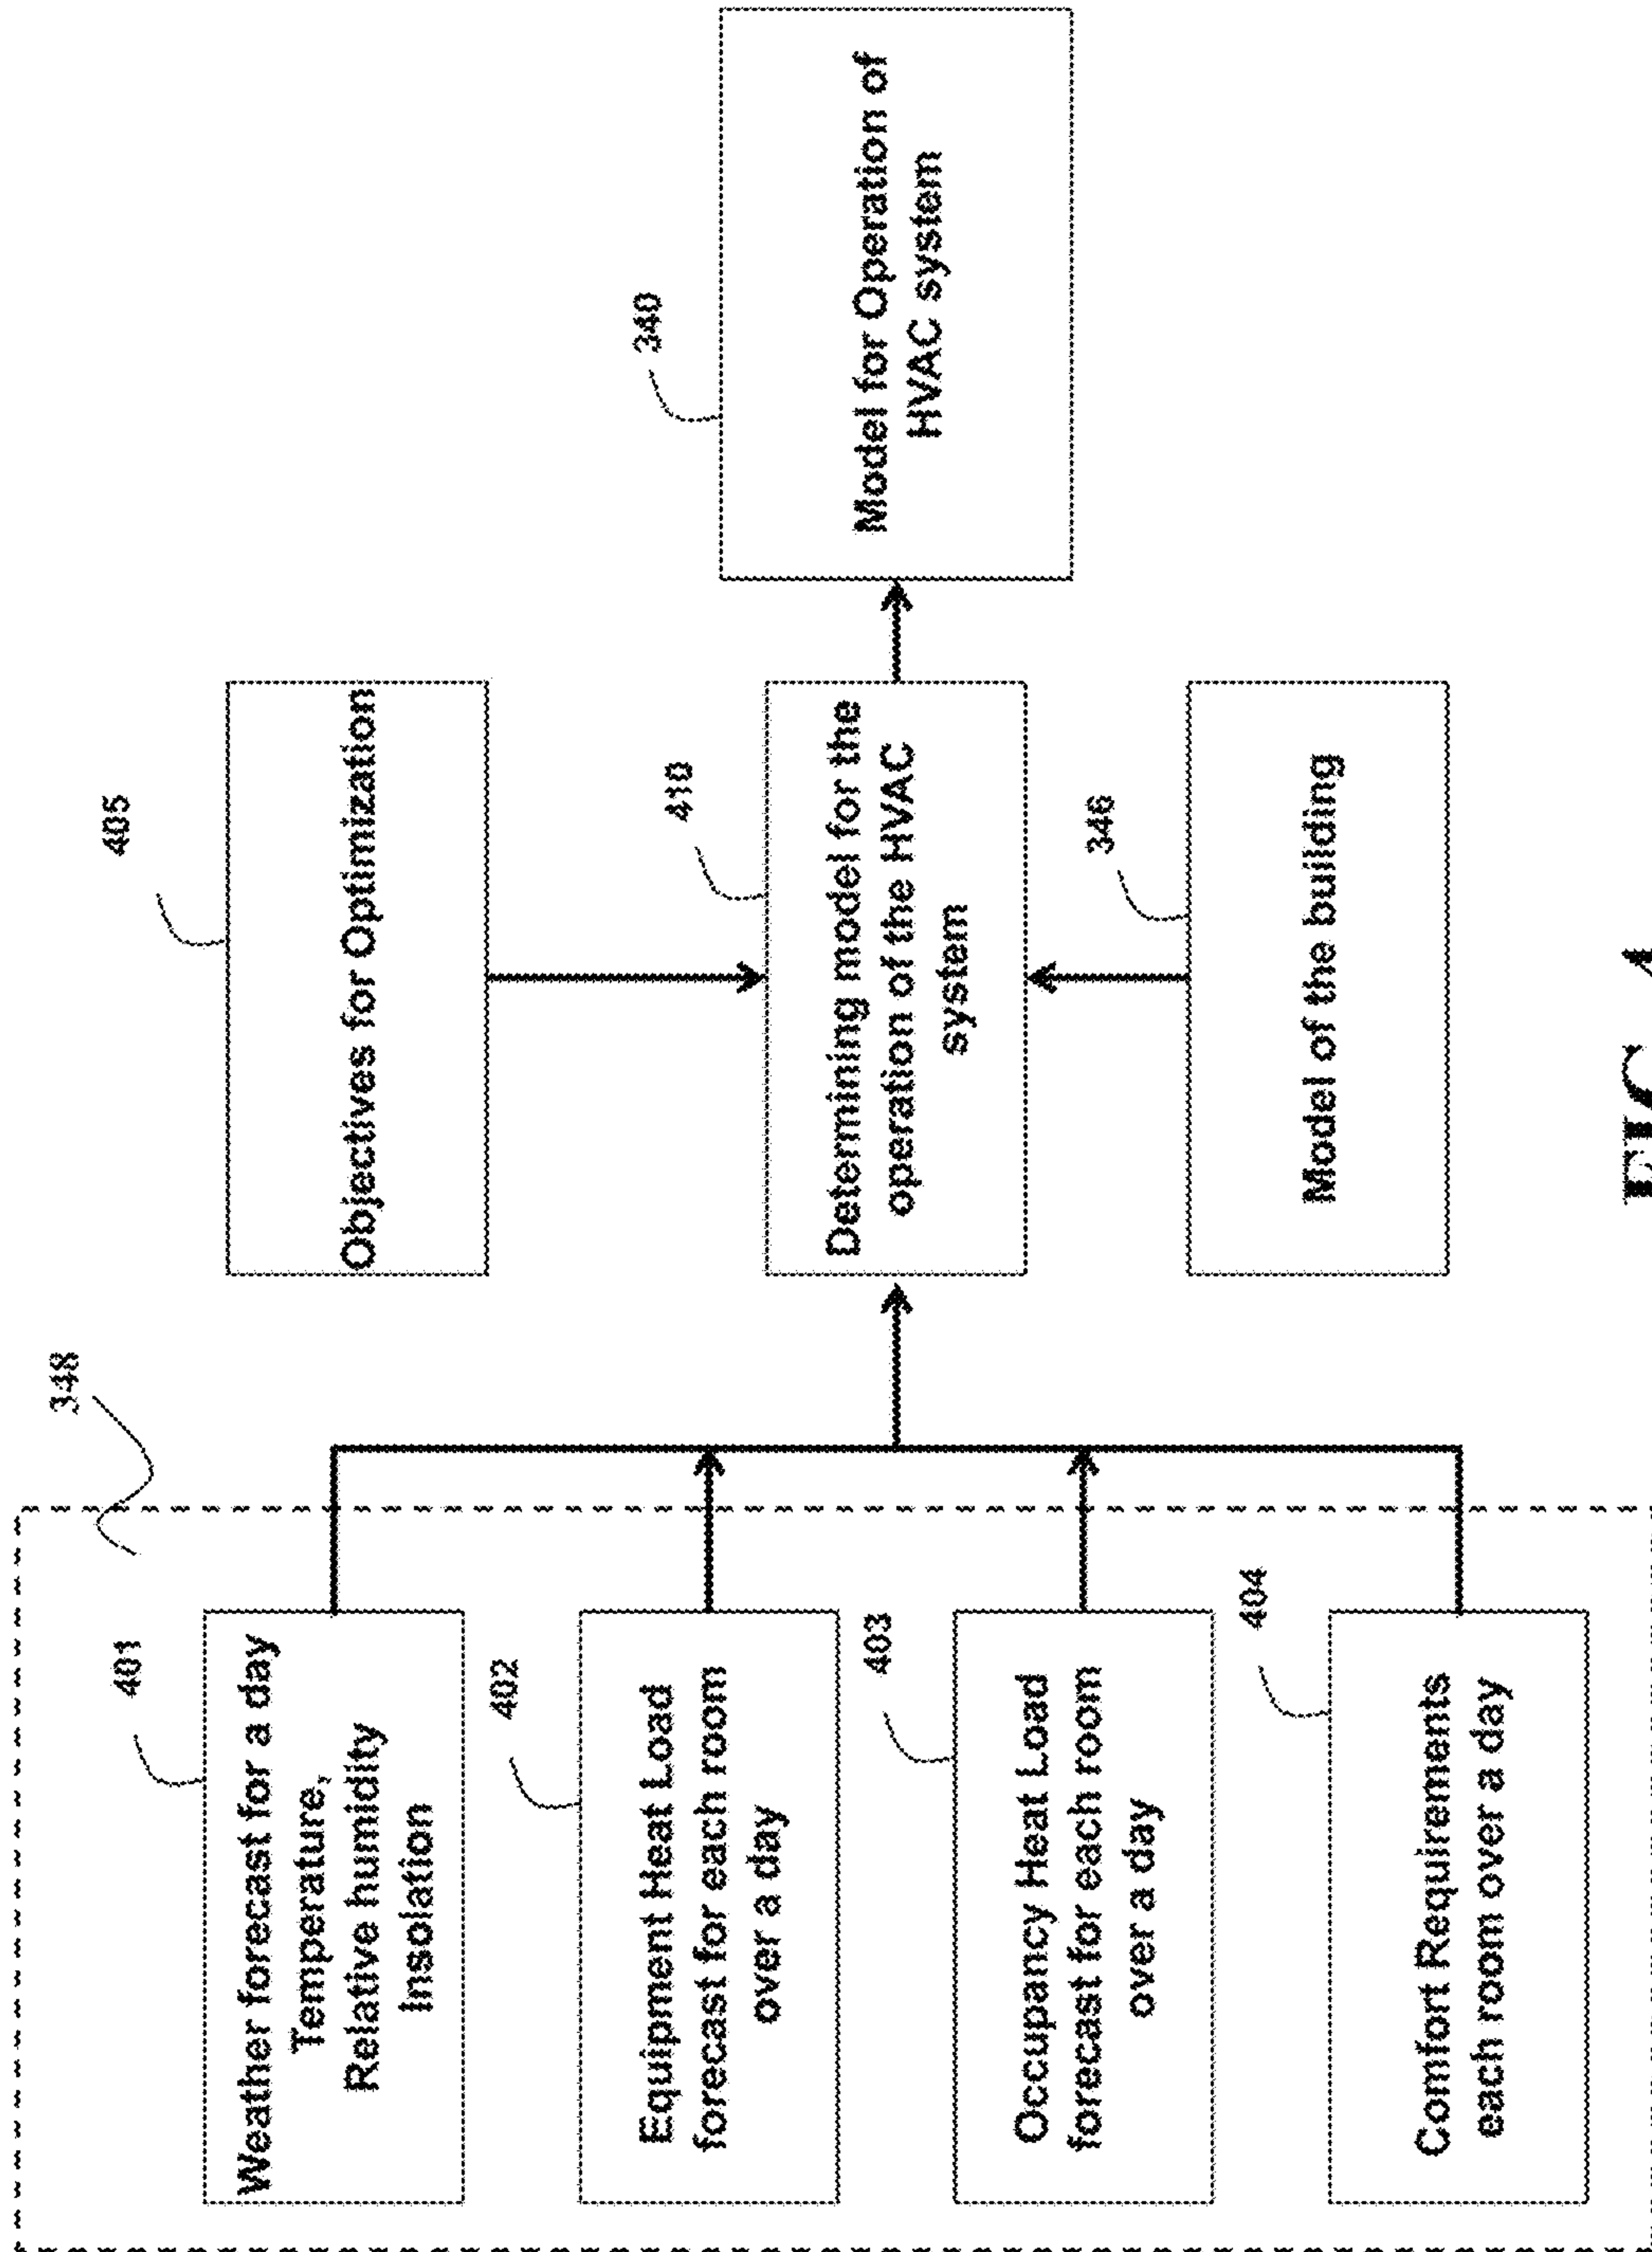 348
401
Weather forecast for a day
Temperature,
Relative humidity
Insolation
402
Equipment Heat Load
forecast for each room
over a day
403
Occupancy Heat Load
forecast for each room
over a day
404
Comfort Requirements
each room over a day
405
Objectives for Optimization
410
Determining model for the
operation of the HVAC
system
346
Model of the building
340
Model for Operation of
HVAC system
FIG. 4